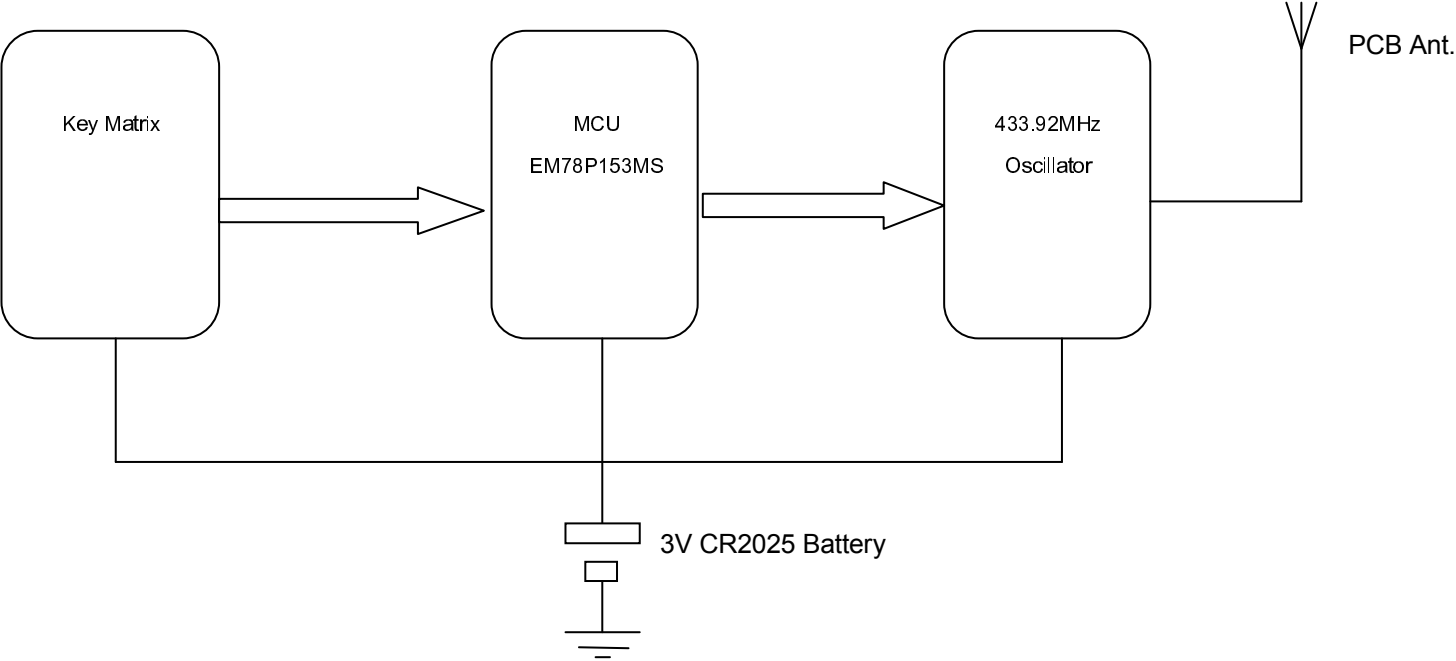 PCB Ant.
Key Matrix
MCU
EM78P153MS
433.92MHz
Oscillator
3V CR2025 Battery